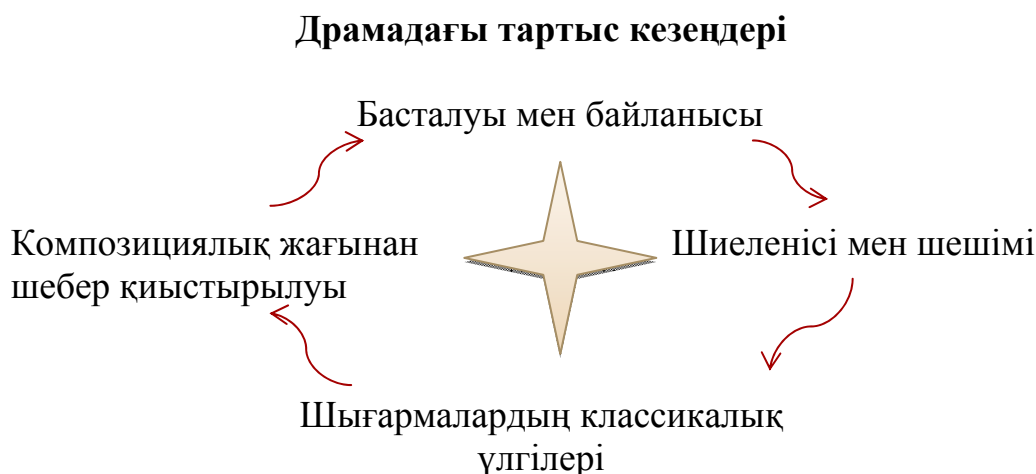 Драмадағы тартыс кезеңдері
Басталуы мен байланысы
Композициялық жағынан
шебер қиыстырылуы
Шиеленісі мен шешімі
Шығармалардың классикалық
үлгілері